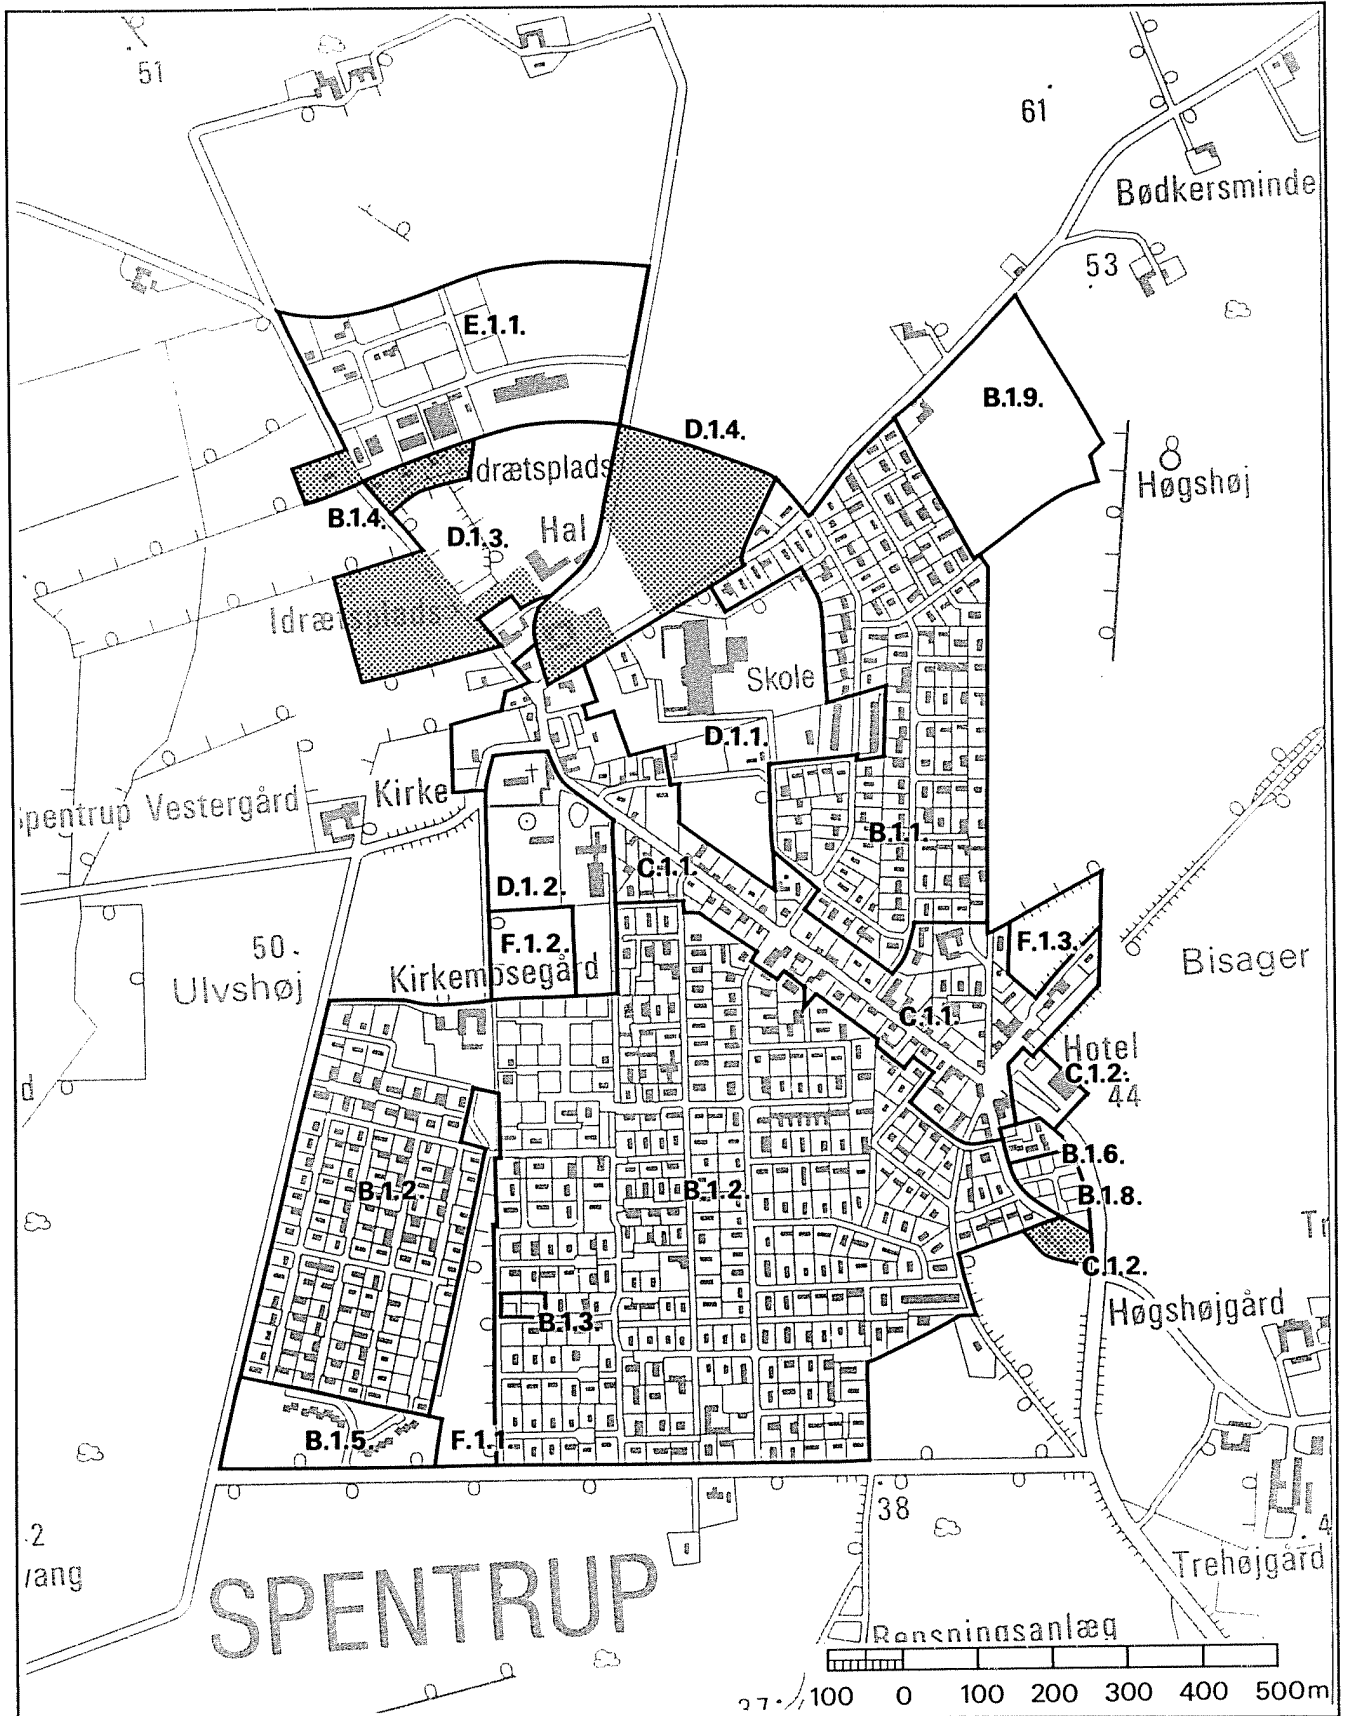 51
61
Bødkersminde
53
E.1.1.
B.1.9.
D.1.4.
8
Høgshøj
B.1.4.
D.1.3.
Hal
Skole
D.1.1.
Kirke
Vestergård
B.1.1.
C.1.1.
D.1.2.
F.1.2.
F.1.3.
50.
Ulvshøj
Kirkemosegård
Bisager
C.1.1.
Hotel
C.1.2.
44
B.1.6.
B.1.2.
B.1.2.
B.1.8.
C.1.2.
B.1.3.
Høgshøjgård
B.1.5.
F.1.1.
38
Trehøjgård
SPENTRUP
Rensningsanlæg
100 0 100 200 300 400 500m